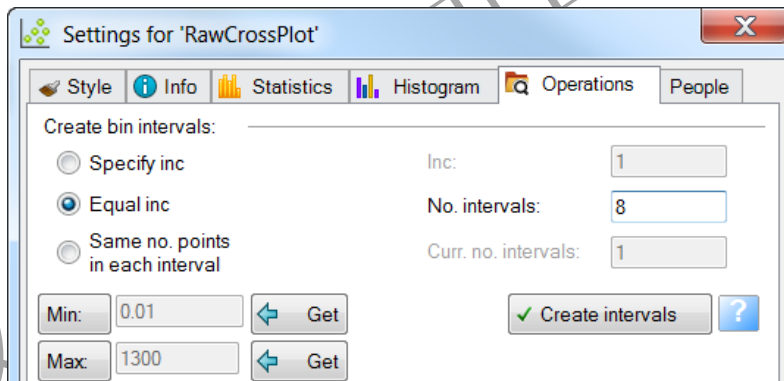 Settings for 'RawCrossPlot'
X
Style Info Statistics Histogram Operations People
Create bin intervals:
Specify inc Inc: 1
Equal inc No. intervals: 8
Same no. points
in each interval
Curr. no. intervals: 1
Min: 0.01 Get Create intervals ?
Max: 1300 Get